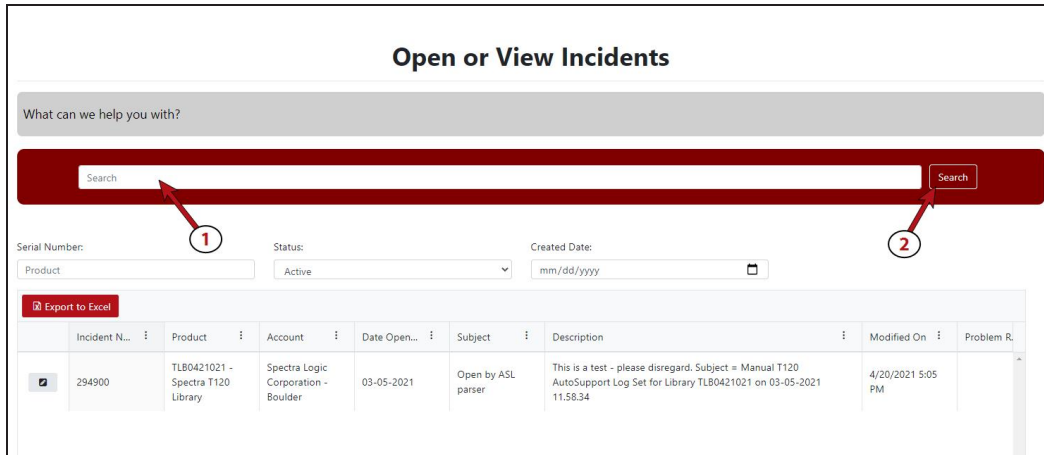 Open or View Incidents
What can we help you with?
Search
Search
1
2
Serial Number:
Status:
Created Date:
Product
Active
mm/dd/yyyy
Export to Excel
Incident N... Product Account Date Open... Subject Description Modified On Problem R.
294900
TLB0421021 -
Spectra T120
Library
Spectra Logic
Corporation -
Boulder
03-05-2021
Open by ASL
parser
This is a test - please disregard. Subject = Manual T120
AutoSupport Log Set for Library TLB0421021 on 03-05-2021
11.58.34
4/20/2021 5:05
PM